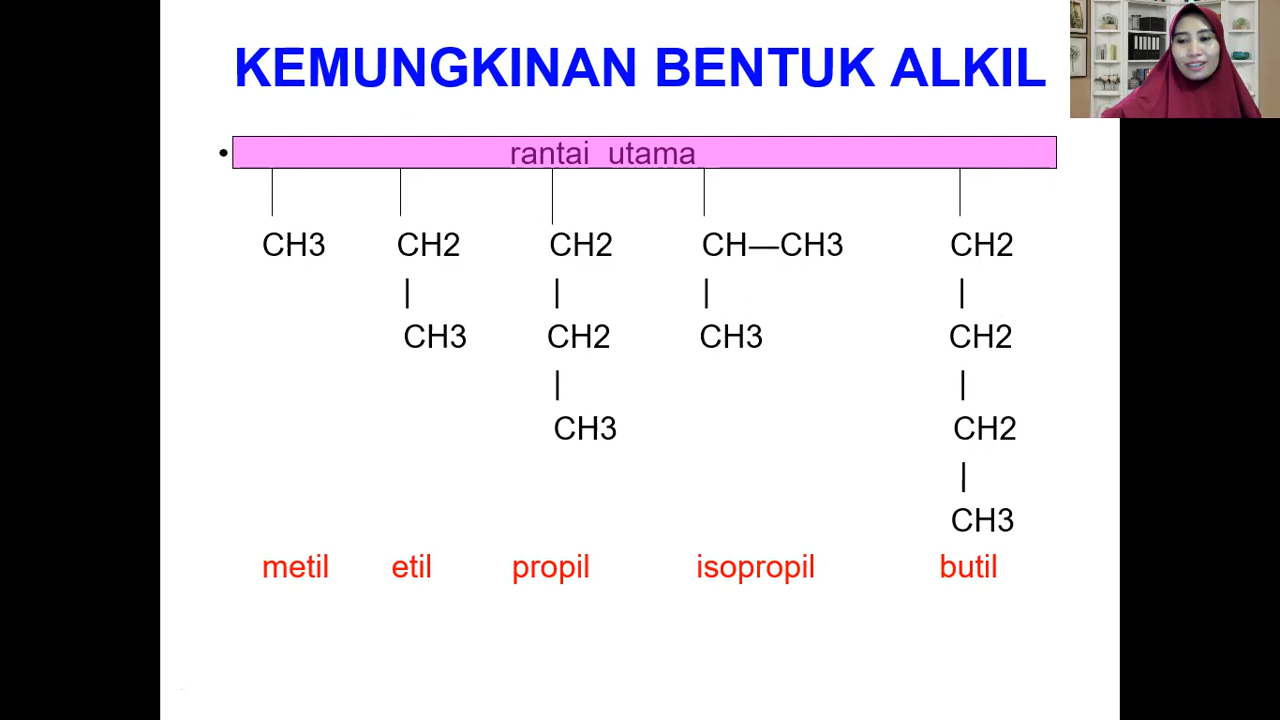 KEMUNGKINAN BENTUK ALKIL
• rantai utama
CH3 CH2 CH2 CH—CH3 CH2
| | | |
CH3 CH2 CH3 CH2
| |
CH3 CH2
|
CH3
metil etil propil isopropil butil